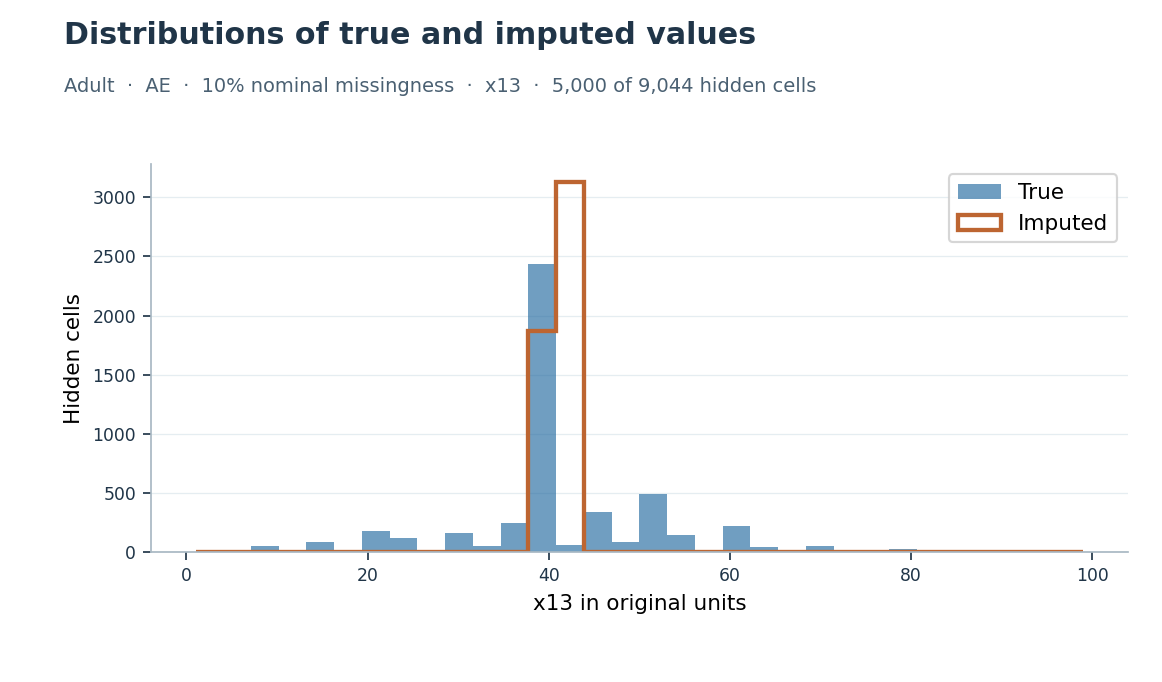 Distributions of true and imputed values
Adult · AE · 10% nominal missingness · x13 · 5,000 of 9,044 hidden cells
True
Imputed
Hidden cells
3000
2500
2000
1500
1000
500
0
0 20 40 60 80 100
x13 in original units